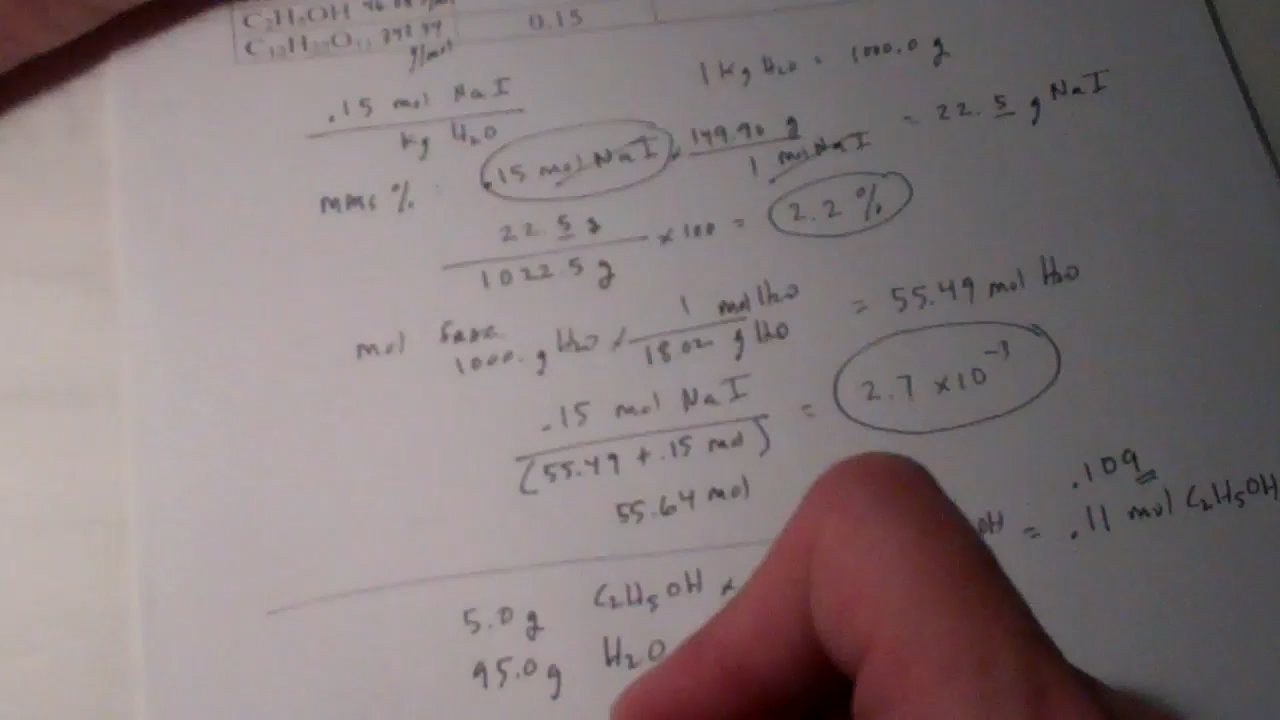 C₂H₅OH
C₁₂H₂₂O₁₁ 342.34 0.15
g/mol
.15 mol NaI
kg H₂O
1 kg H₂O = 1000.0 g
mass % .15 mol NaI × 149.90 g = 22.5 g NaI
1 mol NaI
22.5 g × 100 = 2.2 %
1022.5 g
mol
1000. g H₂O × 1 mol H₂O = 55.49 mol H₂O
18.02 g H₂O
.15 mol NaI = 2.7 × 10⁻³
(55.49 + .15 mol)
55.64 mol
.109
OH = .11 mol C₂H₅OH
5.0 g C₂H₅OH ×
95.0 g H₂O